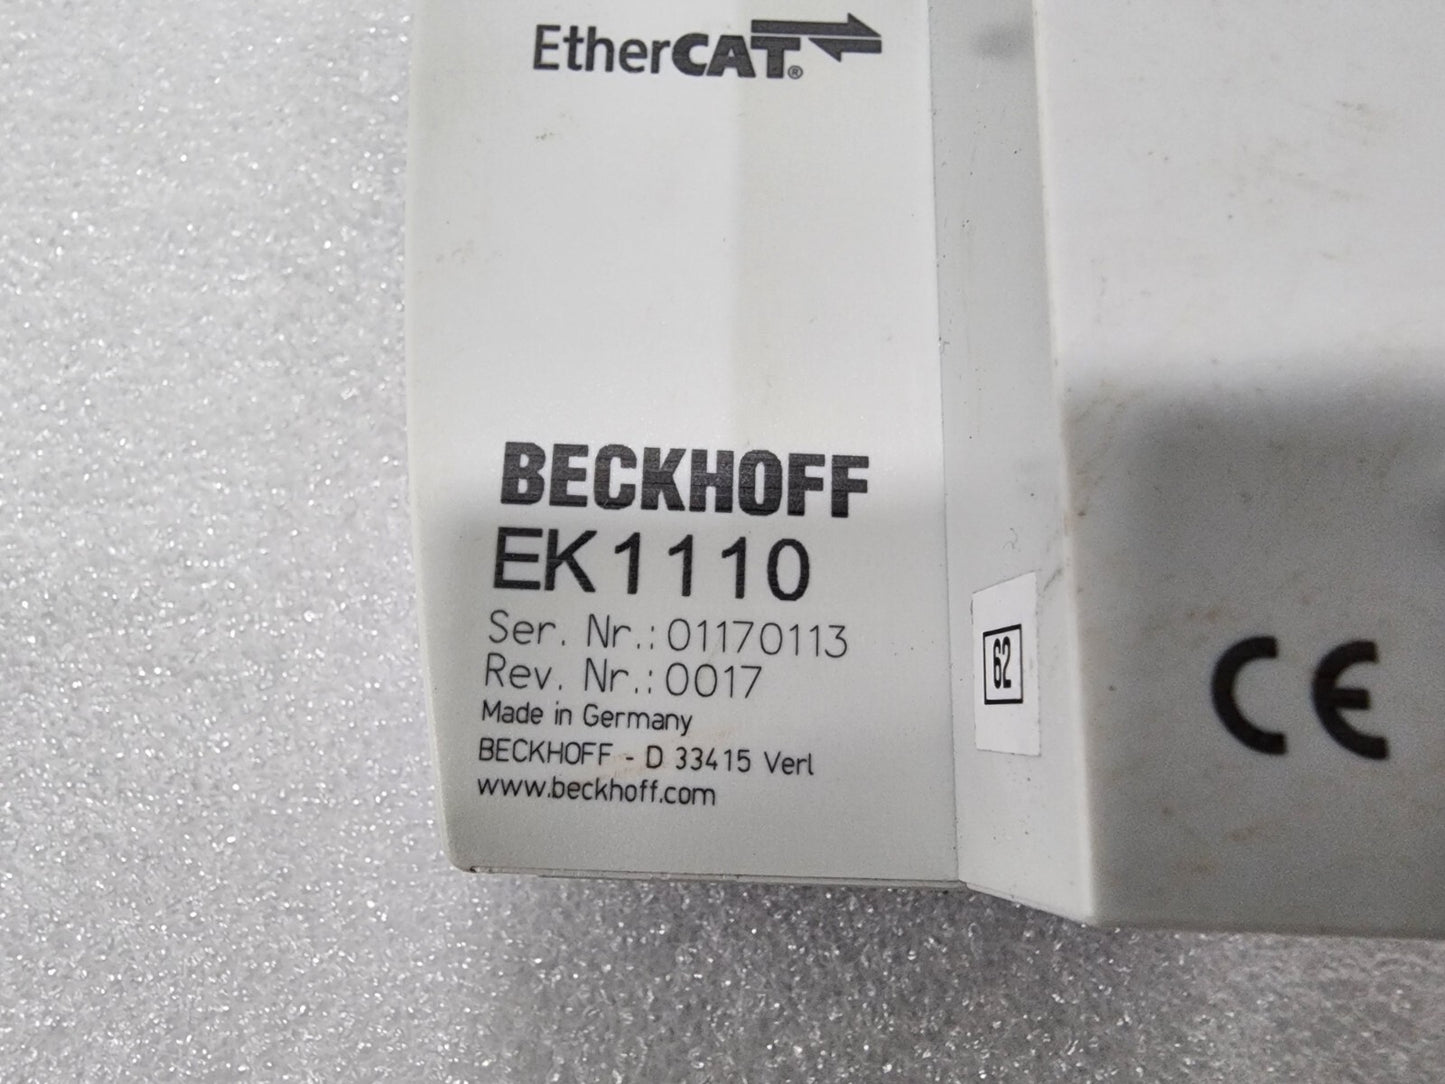 EtherCAT®
BECKHOFF
EK1110
Ser. Nr.: 01170113
Rev. Nr.: 0017
Made in Germany
BECKHOFF - D 33415 Verl
www.beckhoff.com
62
CE